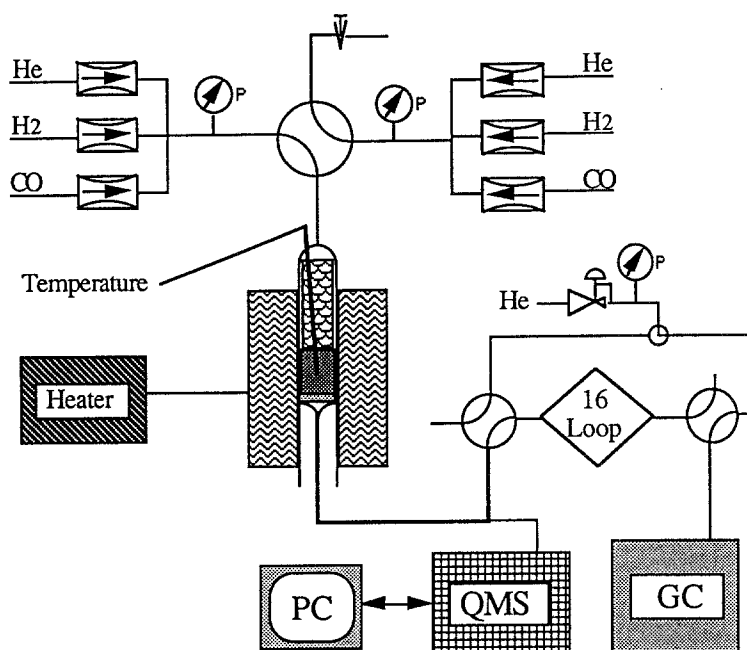 He
He
P
P
H2
H2
CO
CO
Temperature
P
He
Heater
16
Loop
PC
QMS
GC